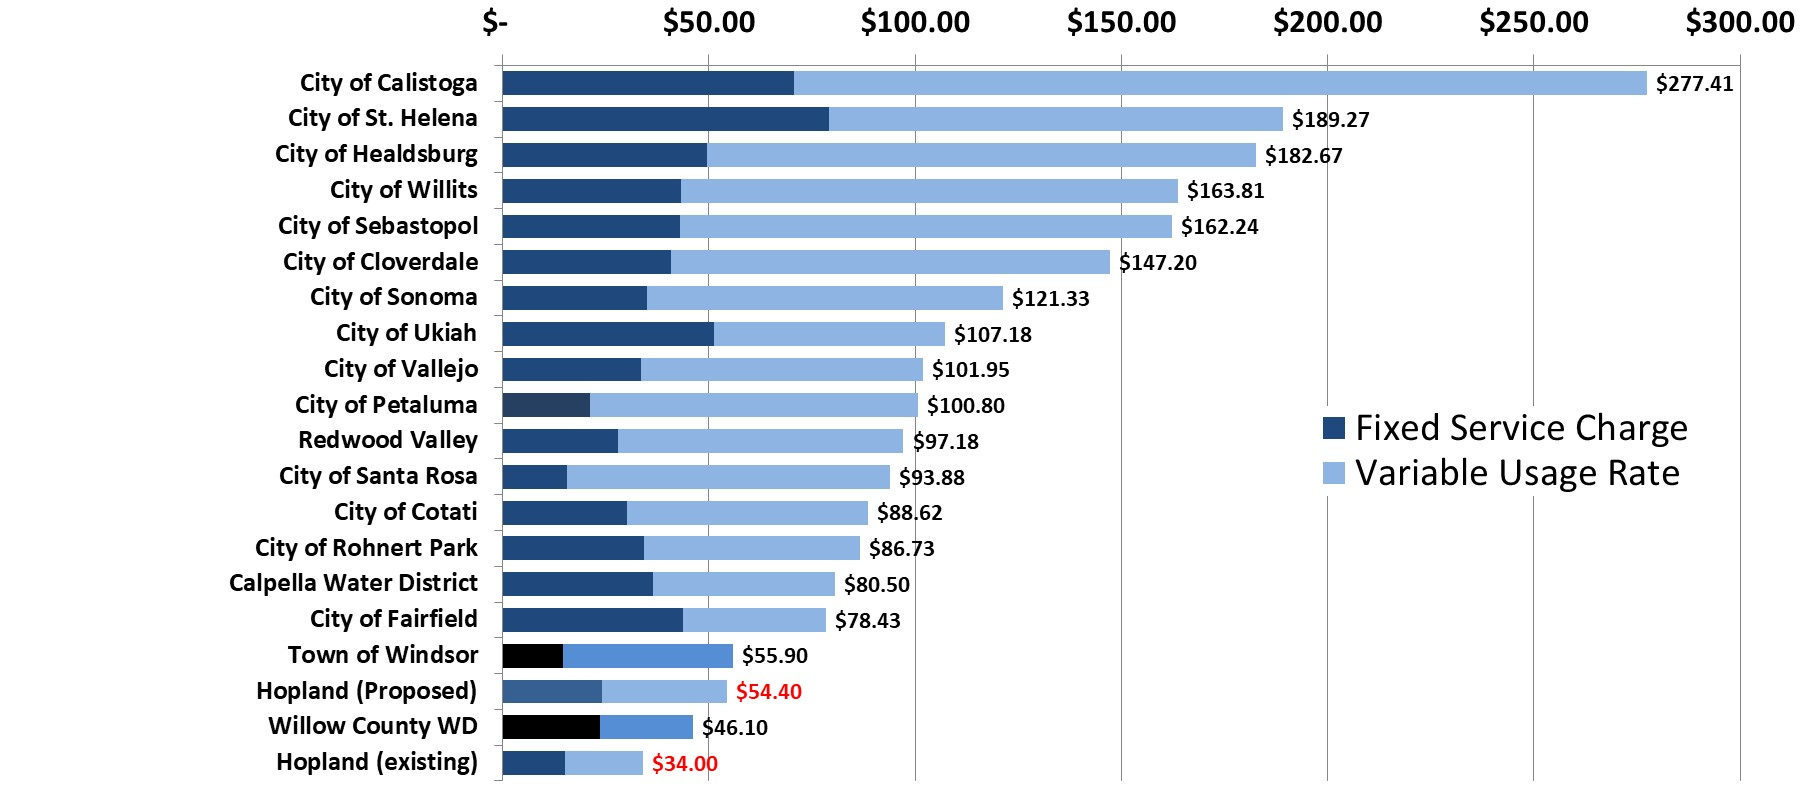 $- $50.00 $100.00 $150.00 $200.00 $250.00 $300.00
City of Calistoga $277.41
City of St. Helena $189.27
City of Healdsburg $182.67
City of Willits $163.81
City of Sebastopol $162.24
City of Cloverdale $147.20
City of Sonoma $121.33
City of Ukiah $107.18
City of Vallejo $101.95
City of Petaluma $100.80
Redwood Valley $97.18
City of Santa Rosa $93.88
City of Cotati $88.62
City of Rohnert Park $86.73
Calpella Water District $80.50
City of Fairfield $78.43
Town of Windsor $55.90
Hopland (Proposed) $54.40
Willow County WD $46.10
Hopland (existing) $34.00
Fixed Service Charge
Variable Usage Rate